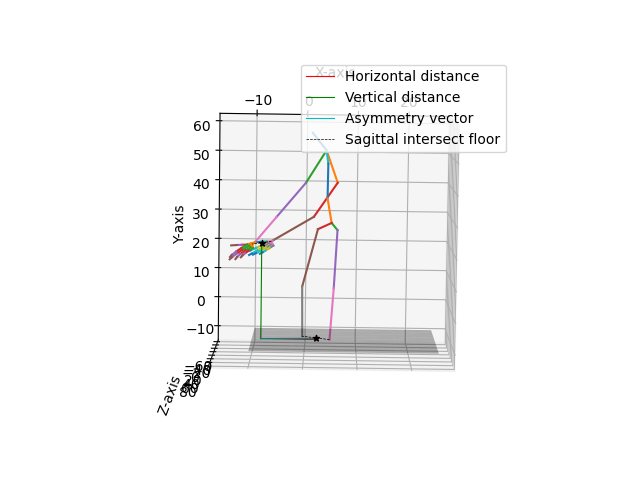 X-axis
−10 0 10 20
Horizontal distance
Vertical distance
Asymmetry vector
Sagittal intersect floor
60
50
40
30
20
10
0
−10
Y-axis
Z-axis